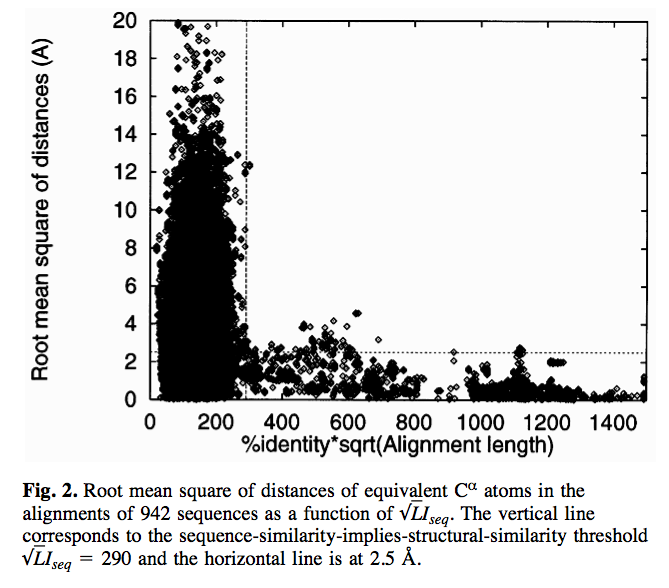 20
18
16
14
12
10
8
6
4
2
0
Root mean square of distances (A)
0 200 400 600 800 1000 1200 1400
%identity*sqrt(Alignment length)
Fig. 2. Root mean square of distances of equivalent Cα atoms in the
alignments of 942 sequences as a function of √LIseq. The vertical line
corresponds to the sequence-similarity-implies-structural-similarity threshold
√LIseq = 290 and the horizontal line is at 2.5 Å.